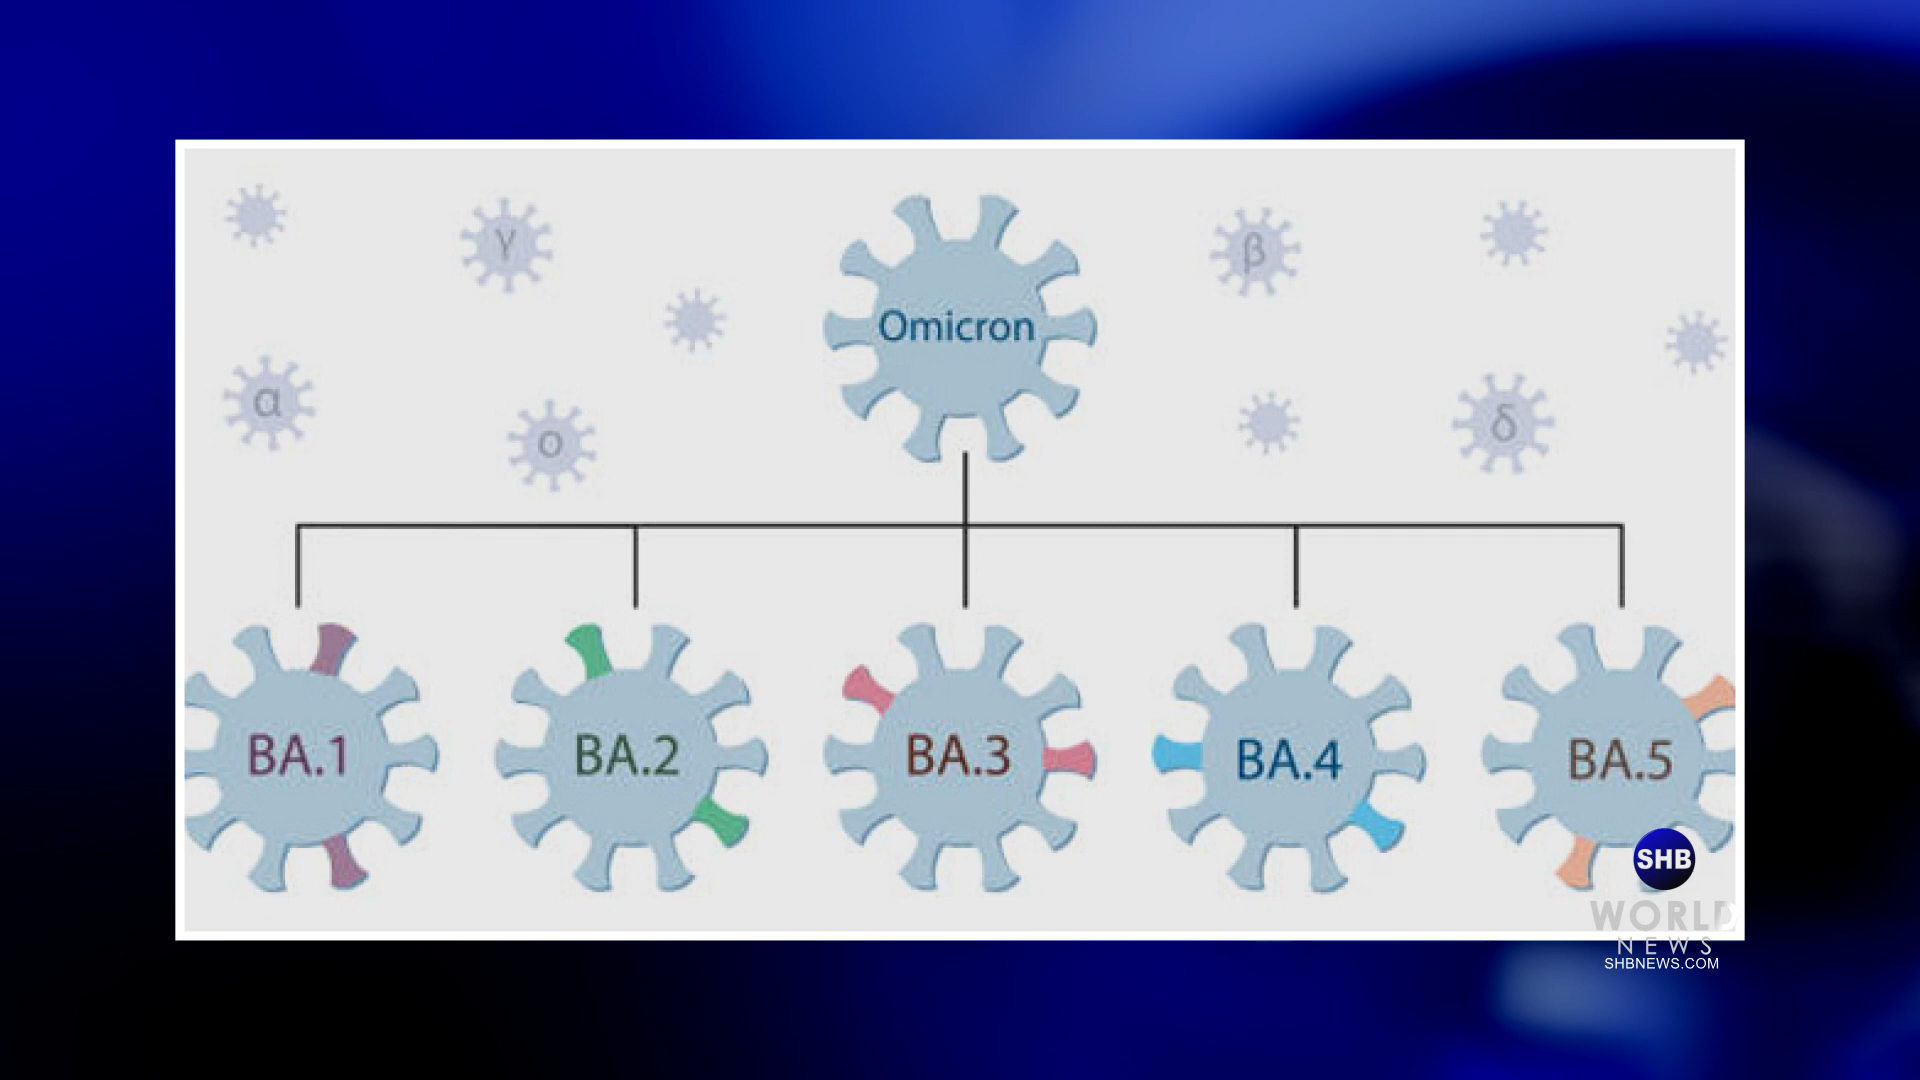 γ
β
Omicron
α
ο
δ
BA.1
BA.2
BA.3
BA.4
BA.5
SHB
WORLD
NEWS
SHBNEWS.COM